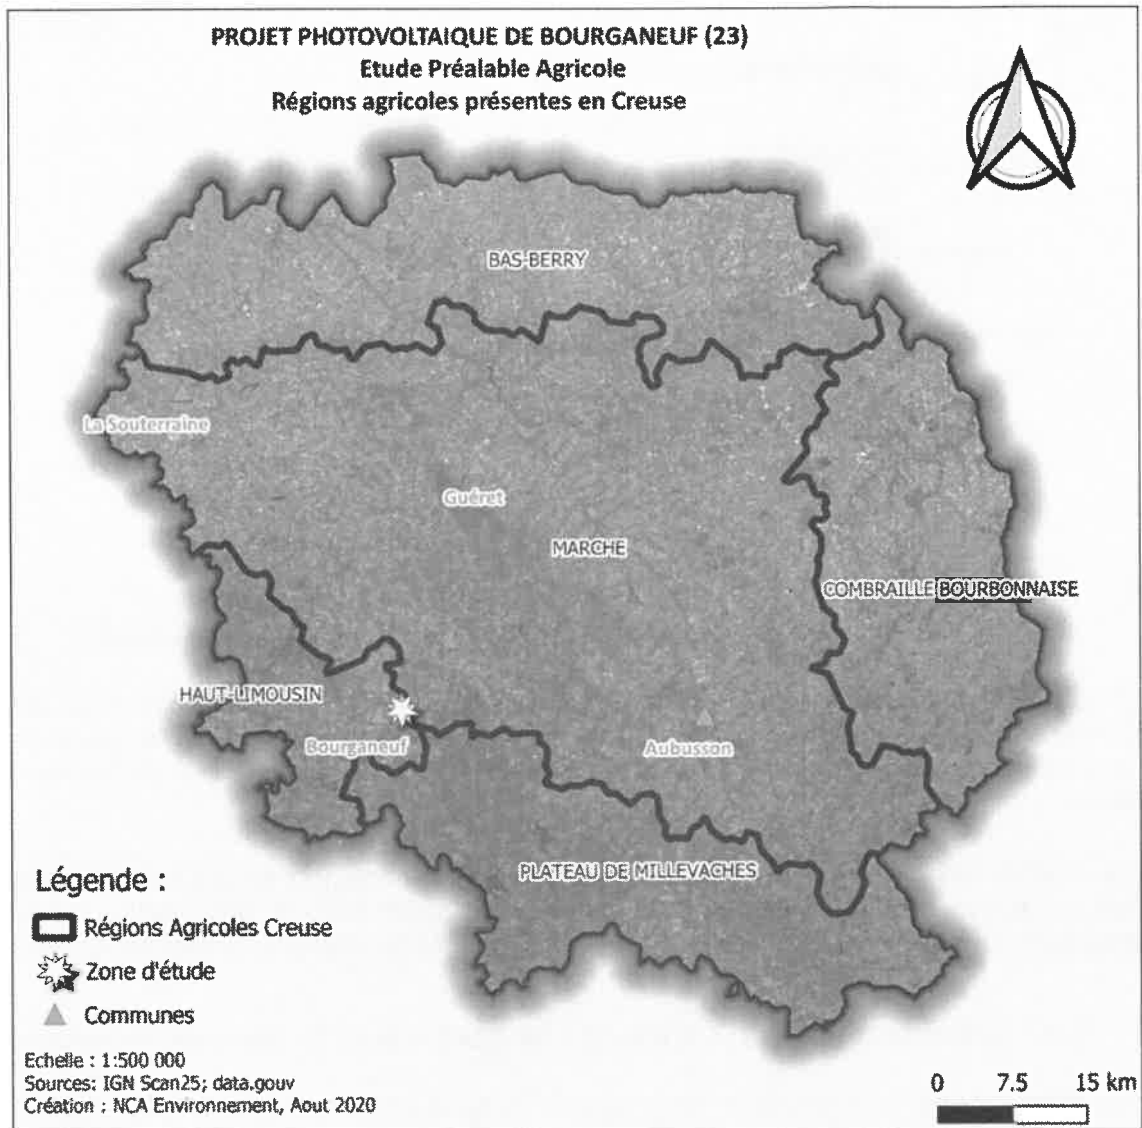 PROJET PHOTOVOLTAIQUE DE BOURGANEUF (23)
Etude Préalable Agricole
Régions agricoles présentes en Creuse
BAS-BERRY
La Souterraine
Guéret
MARCHE
COMBRAILLE BOURBONNAISE
HAUT-LIMOUSIN
Bourganeuf
Aubusson
PLATEAU DE MILLEVACHES
Légende :
Régions Agricoles Creuse
Zone d'étude
Communes
Echelle : 1:500 000
Sources: IGN Scan25; data.gouv
Création : NCA Environnement, Aout 2020
0 7.5 15 km